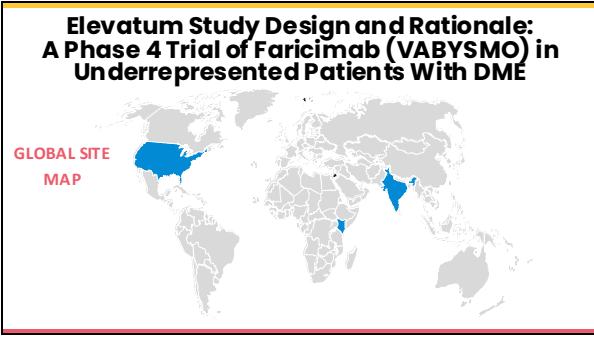 Elevatum Study Design and Rationale:
A Phase 4 Trial of Faricimab (VABYSMO) in
Underrepresented Patients With DME
GLOBAL SITE
MAP